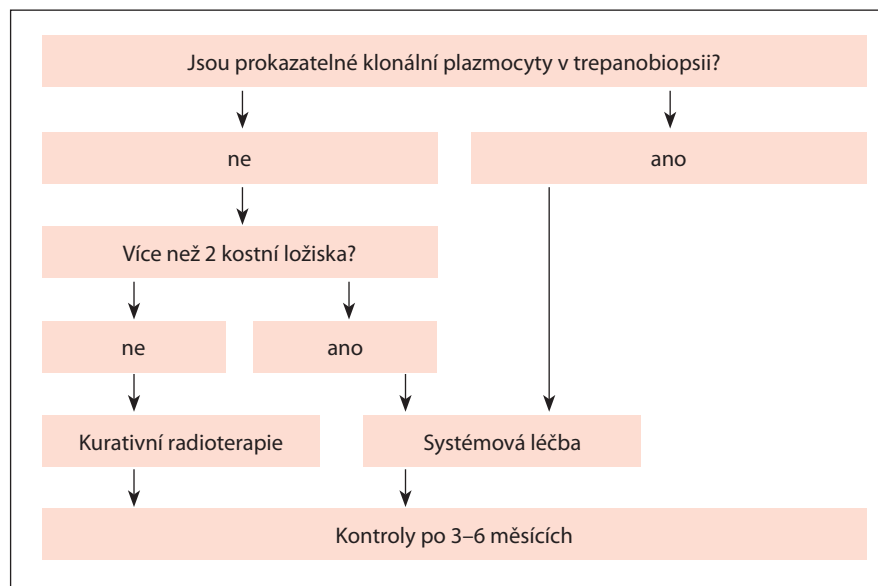 Jsou prokazatelné klonální plazmocyty v trepanobiopsii?
ne
ano
Více než 2 kostní ložiska?
ne
ano
Kurativní radioterapie
Systémová léčba
Kontroly po 3–6 měsících